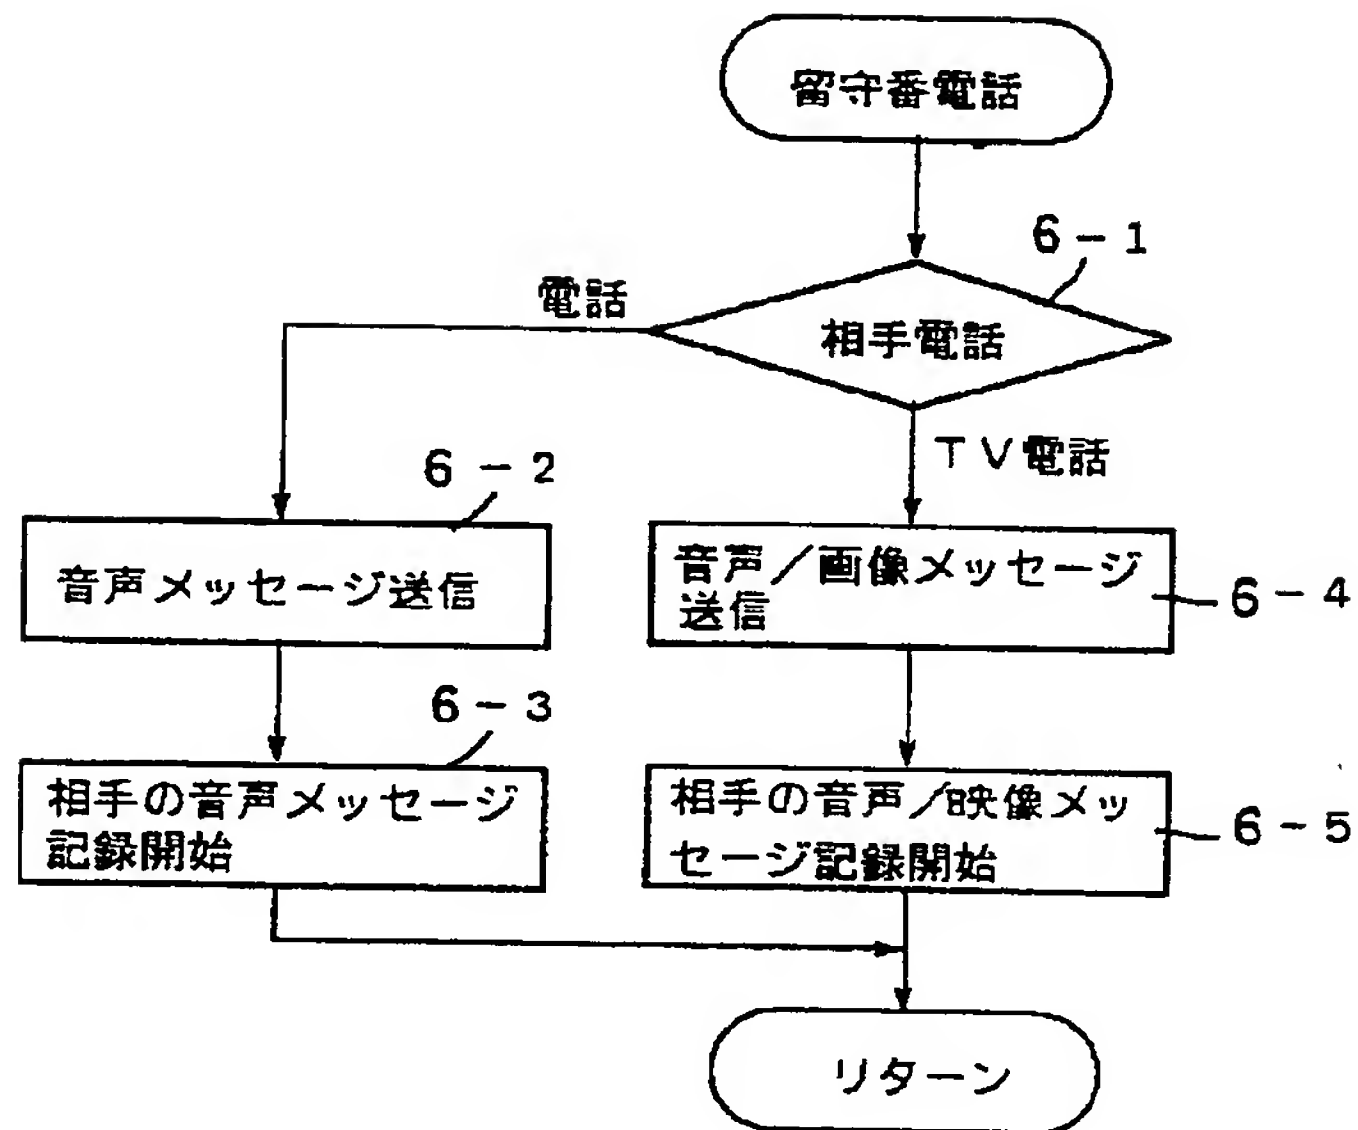 留守番電話
6-1
電話
相手電話
TV電話
6-2
音声メッセージ送信
音声/画像メッセージ
送信
6-4
6-3
相手の音声メッセージ
記録開始
相手の音声/映像メッ
セージ記録開始
6-5
リターン